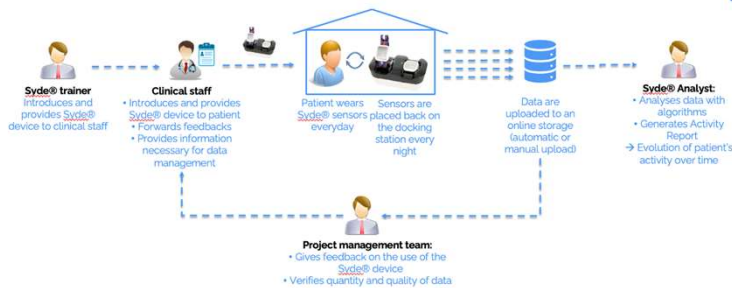 Syde® trainer
Introduces and
provides Syde®
device to clinical staff
Clinical staff
• Introduces and provides
Syde® device to patient
• Forwards feedbacks
• Provides information
necessary for data
management
Patient wears
Syde® sensors
everyday
Sensors are
placed back on
the docking
station every
night
Data are
uploaded to an
online storage
(automatic or
manual upload)
Syde® Analyst:
• Analyses data with
algorithms
• Generates Activity
Report
→ Evolution of patient's
activity over time
Project management team:
• Gives feedback on the use of the
Syde® device
• Verifies quantity and quality of data